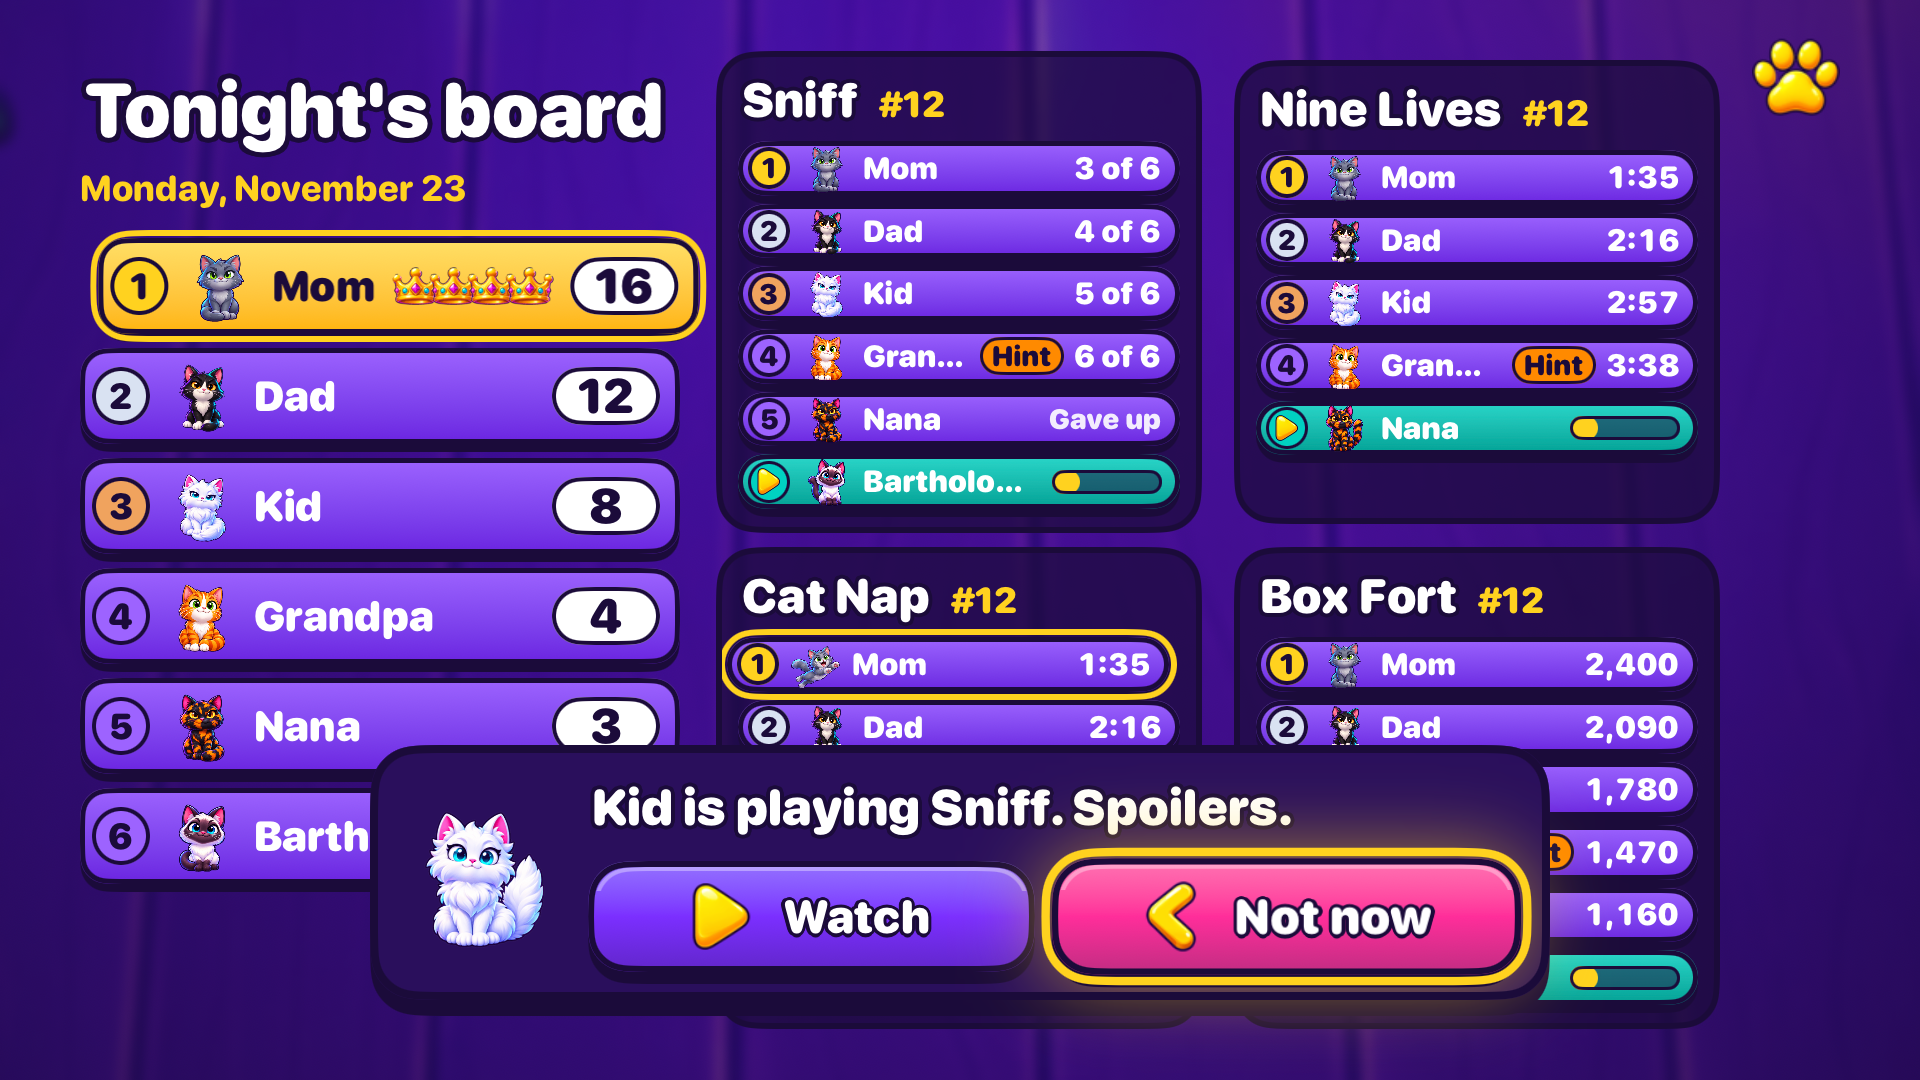 Tonight's board
Monday, November 23
1 Mom 16
2 Dad 12
3 Kid 8
4 Grandpa 4
5 Nana 3
6 Barth
Sniff #12
1 Mom 3 of 6
2 Dad 4 of 6
3 Kid 5 of 6
4 Gran... Hint 6 of 6
5 Nana Gave up
Bartholo...
Nine Lives #12
1 Mom 1:35
2 Dad 2:16
3 Kid 2:57
4 Gran... Hint 3:38
Nana
Cat Nap #12
1 Mom 1:35
2 Dad 2:16
Box Fort #12
1 Mom 2,400
2 Dad 2,090
1,780
1,470
1,160
Kid is playing Sniff. Spoilers.
Watch
Not now